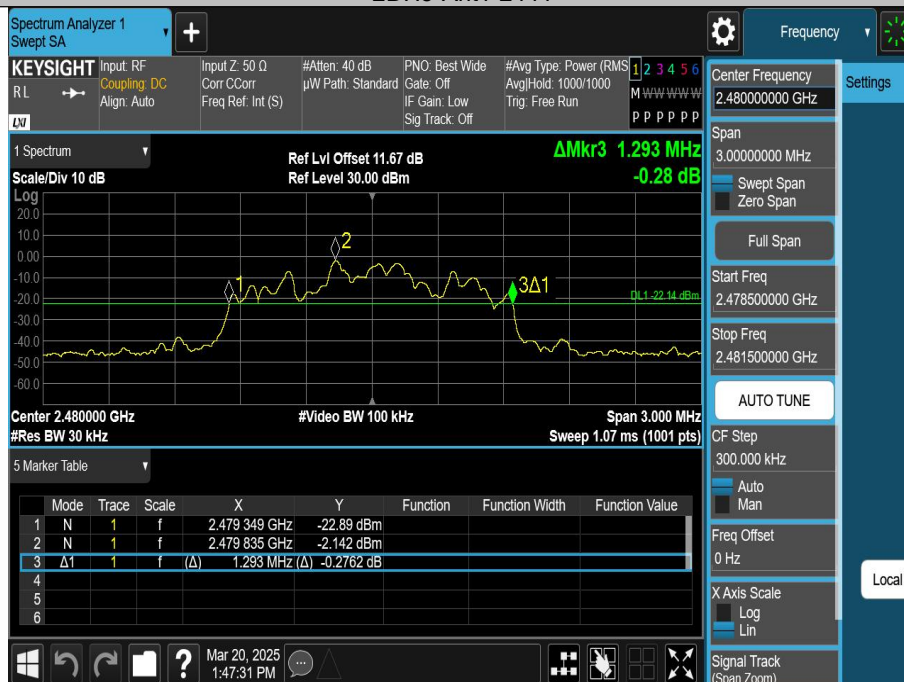 Spectrum Analyzer 1
Swept SA
+
Frequency
KEYSIGHT
RL
LXI
Input: RF
Coupling: DC
Align: Auto
Input Z: 50 Ω
Corr CCorr
Freq Ref: Int (S)
#Atten: 40 dB
µW Path: Standard
PNO: Best Wide
Gate: Off
IF Gain: Low
Sig Track: Off
#Avg Type: Power (RMS
Avg|Hold: 1000/1000
Trig: Free Run
1 2 3 4 5 6
M W W W W W
P P P P P P
1 Spectrum
Scale/Div 10 dB
Ref Lvl Offset 11.67 dB
Ref Level 30.00 dBm
ΔMkr3 1.293 MHz
-0.28 dB
Log
20.0
10.0
0.00
-10.0
-20.0
-30.0
-40.0
-50.0
-60.0
1
2
3Δ1
DL1 -22.14 dBm
Center 2.480000 GHz
#Video BW 100 kHz
Span 3.000 MHz
#Res BW 30 kHz
Sweep 1.07 ms (1001 pts)
5 Marker Table
Mode Trace Scale X Y Function Function Width Function Value
1 N 1 f 2.479 349 GHz -22.89 dBm
2 N 1 f 2.479 835 GHz -2.142 dBm
3 Δ1 1 f (Δ) 1.293 MHz (Δ) -0.2762 dB
4
5
6
Mar 20, 2025
1:47:31 PM
?
Center Frequency
2.480000000 GHz
Settings
Span
3.00000000 MHz
Swept Span
Zero Span
Full Span
Start Freq
2.478500000 GHz
Stop Freq
2.481500000 GHz
AUTO TUNE
CF Step
300.000 kHz
Auto
Man
Freq Offset
0 Hz
Local
X Axis Scale
Log
Lin
Signal Track
(Span Zoom)